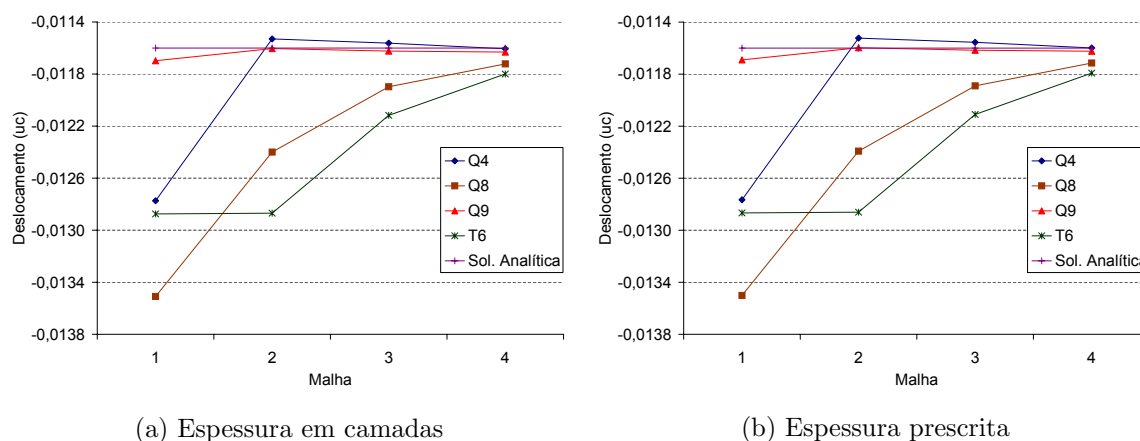 -0,0114
-0,0118
-0,0122
-0,0126
-0,0130
-0,0134
-0,0138
Deslocamento (uc)
1 2 3 4
Malha
Q4
Q8
Q9
T6
Sol. Analítica
(a) Espessura em camadas
-0,0114
-0,0118
-0,0122
-0,0126
-0,0130
-0,0134
-0,0138
Deslocamento (uc)
1 2 3 4
Malha
Q4
Q8
Q9
T6
Sol. Analítica
(b) Espessura prescrita